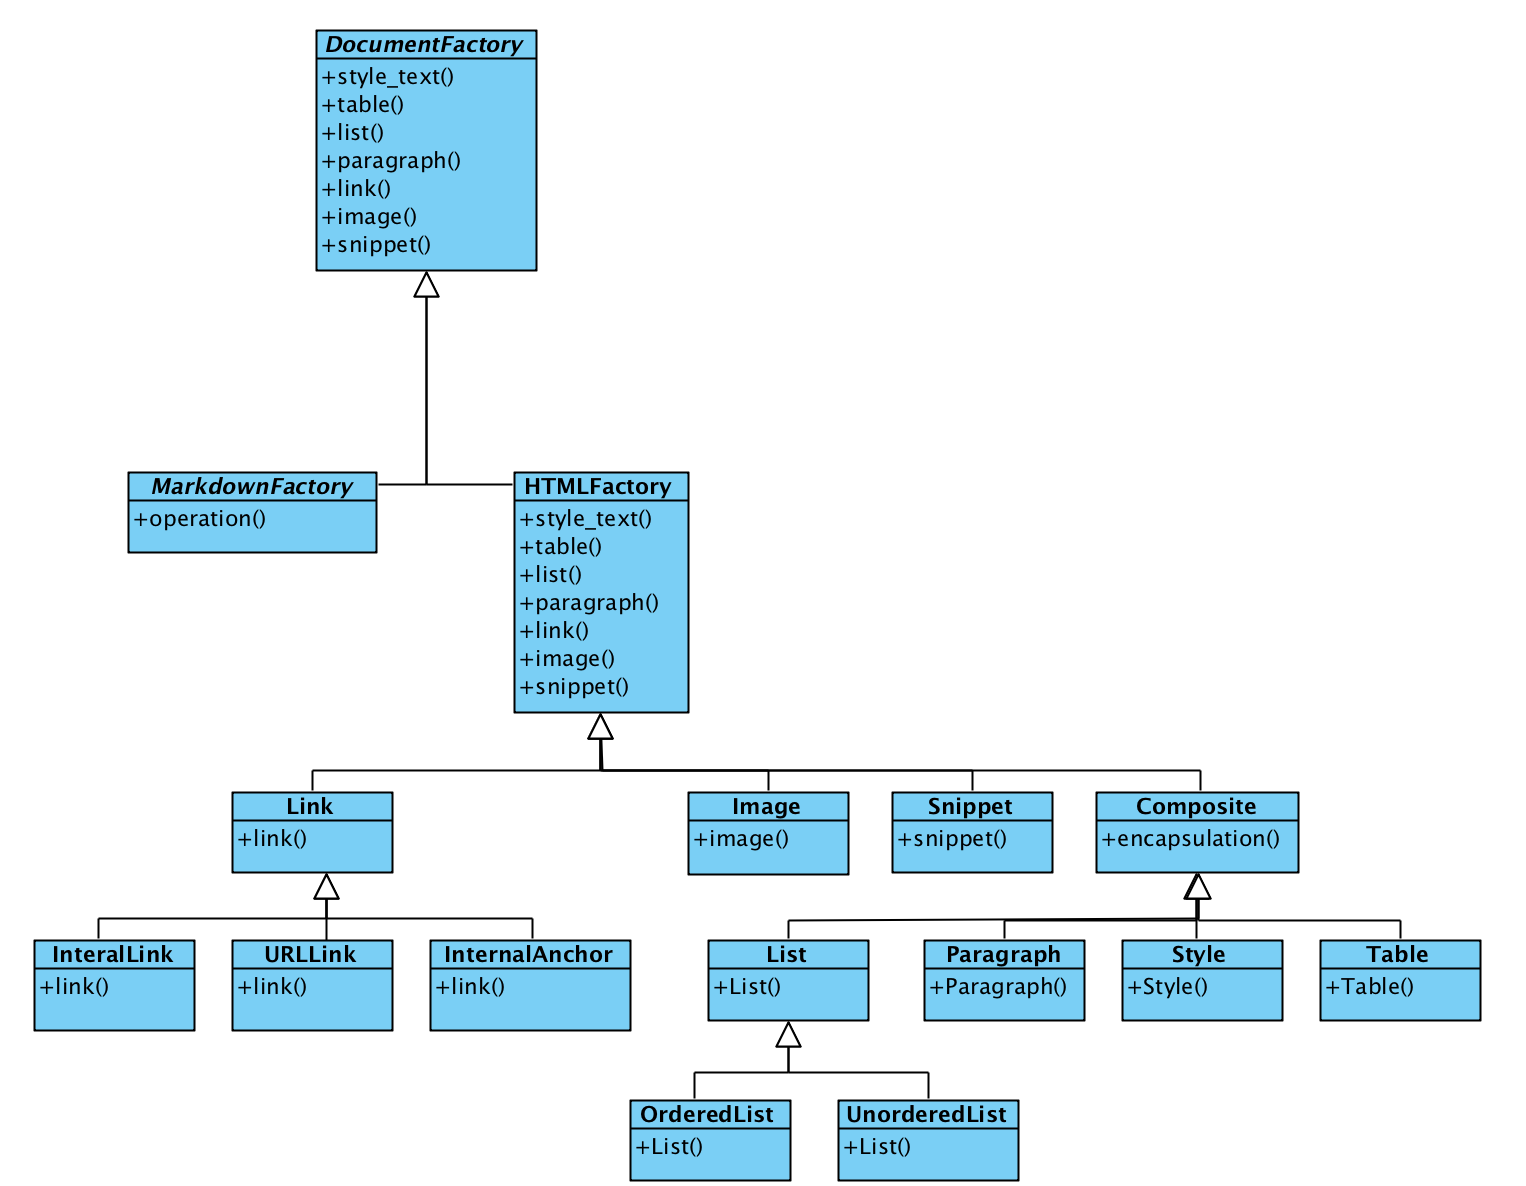 DocumentFactory
+style_text()
+table()
+list()
+paragraph()
+link()
+image()
+snippet()
MarkdownFactory
+operation()
HTMLFactory
+style_text()
+table()
+list()
+paragraph()
+link()
+image()
+snippet()
Link
+link()
Image
+image()
Snippet
+snippet()
Composite
+encapsulation()
InteralLink
+link()
URLLink
+link()
InternalAnchor
+link()
List
+List()
Paragraph
+Paragraph()
Style
+Style()
Table
+Table()
OrderedList
+List()
UnorderedList
+List()